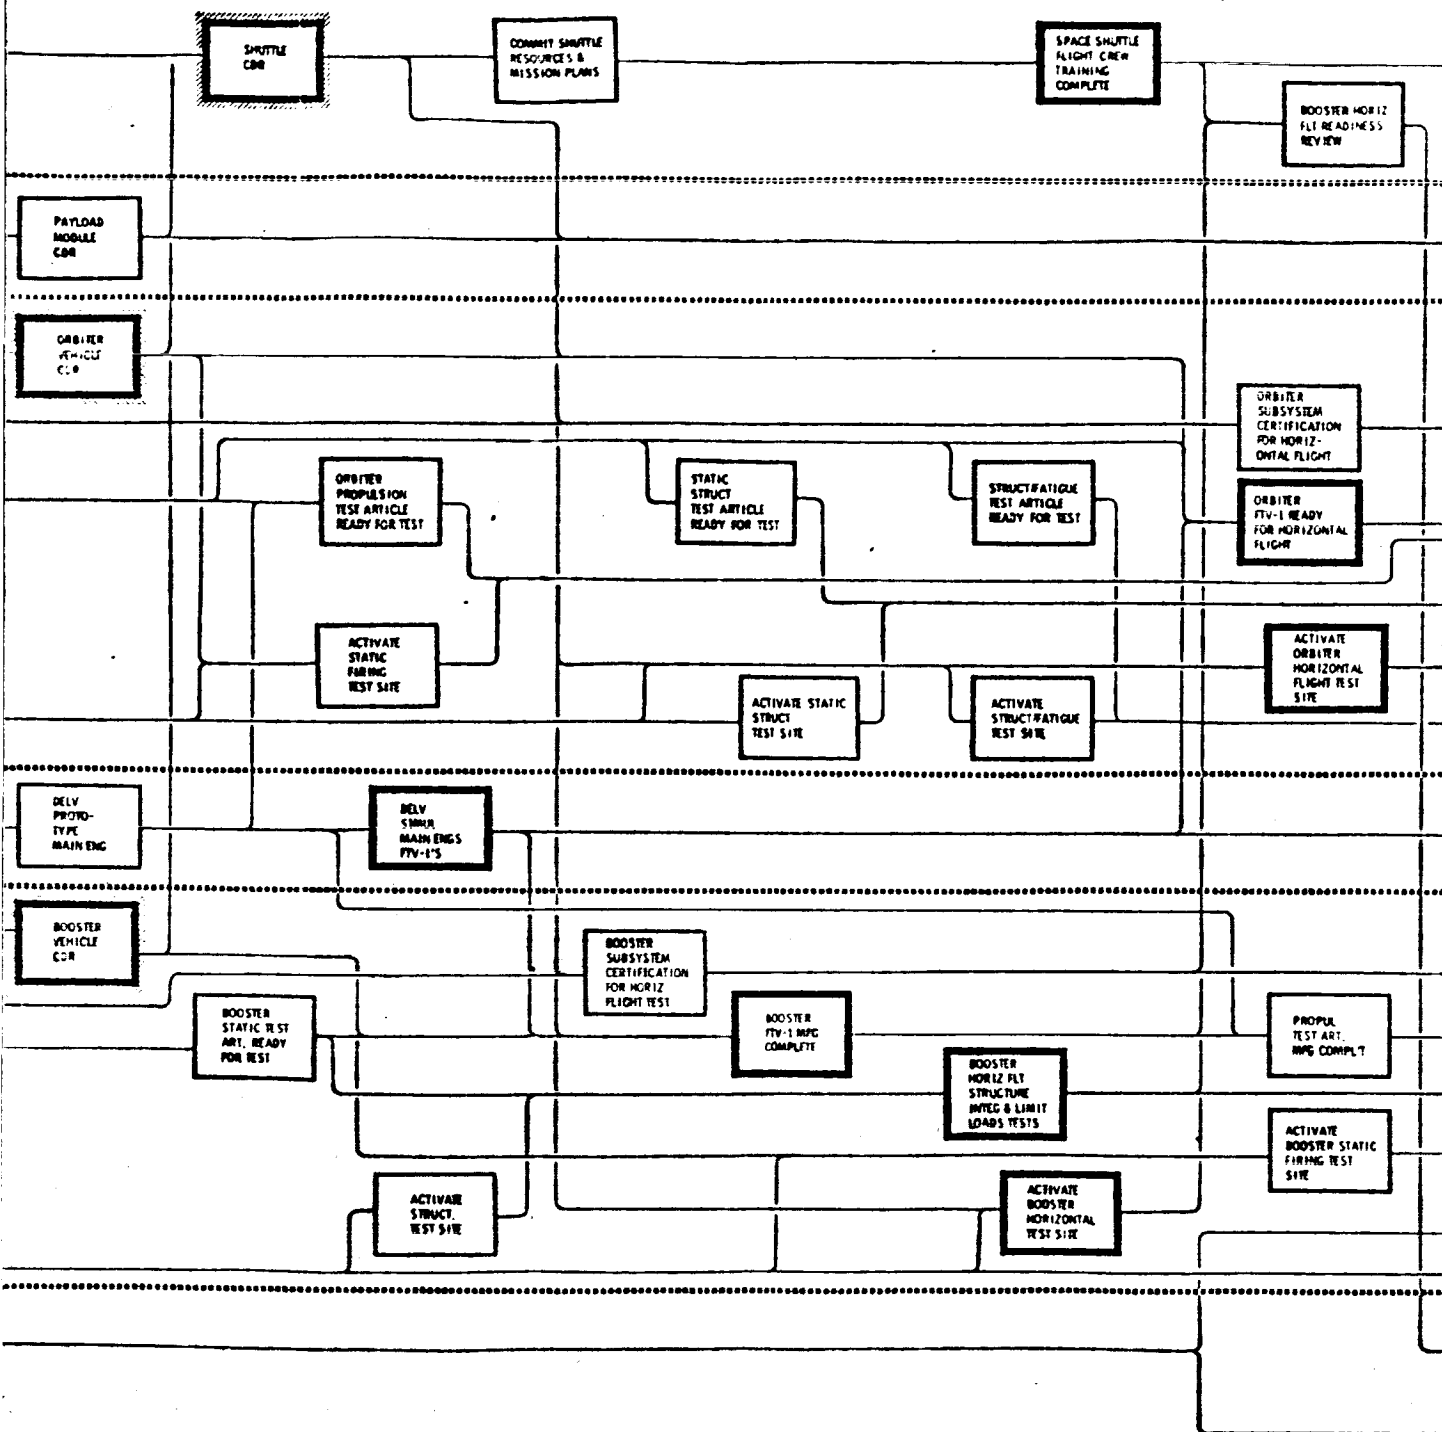 SHUTTLE
CDR
COMMIT SHUTTLE
RESOURCES &
MISSION PLANS
SPACE SHUTTLE
FLIGHT CREW
TRAINING
COMPLETE
BOOSTER HORIZ
FLT READINESS
REVIEW
PAYLOAD
MODULE
CDR
ORBITER
VEHICLE
CDR
ORBITER
SUBSYSTEM
CERTIFICATION
FOR HORIZ-
ONTAL FLIGHT
ORBITER
PROPULSION
TEST ARTICLE
READY FOR TEST
STATIC
STRUCT
TEST ARTICLE
READY FOR TEST
STRUCT/FATIGUE
TEST ARTICLE
READY FOR TEST
ORBITER
FTV-1 READY
FOR HORIZONTAL
FLIGHT
ACTIVATE
STATIC
FIRING
TEST SITE
ACTIVATE STATIC
STRUCT
TEST SITE
ACTIVATE
STRUCT/FATIGUE
TEST SITE
ACTIVATE
ORBITER
HORIZONTAL
FLIGHT TEST
SITE
DELV
PROTO-
TYPE
MAIN ENG
DELV
SIMUL
MAIN ENGS
FTV-1'S
BOOSTER
VEHICLE
CDR
BOOSTER
SUBSYSTEM
CERTIFICATION
FOR HORIZ
FLIGHT TEST
BOOSTER
STATIC TEST
ART. READY
FOR TEST
BOOSTER
FTV-1 MFG
COMPLETE
PROPUL
TEST ART.
MFG COMPL'T
BOOSTER
HORIZ FLT
STRUCTURE
INTEG & LIMIT
LOADS TESTS
ACTIVATE
BOOSTER STATIC
FIRING TEST
SITE
ACTIVATE
STRUCT.
TEST SITE
ACTIVATE
BOOSTER
HORIZONTAL
TEST SITE